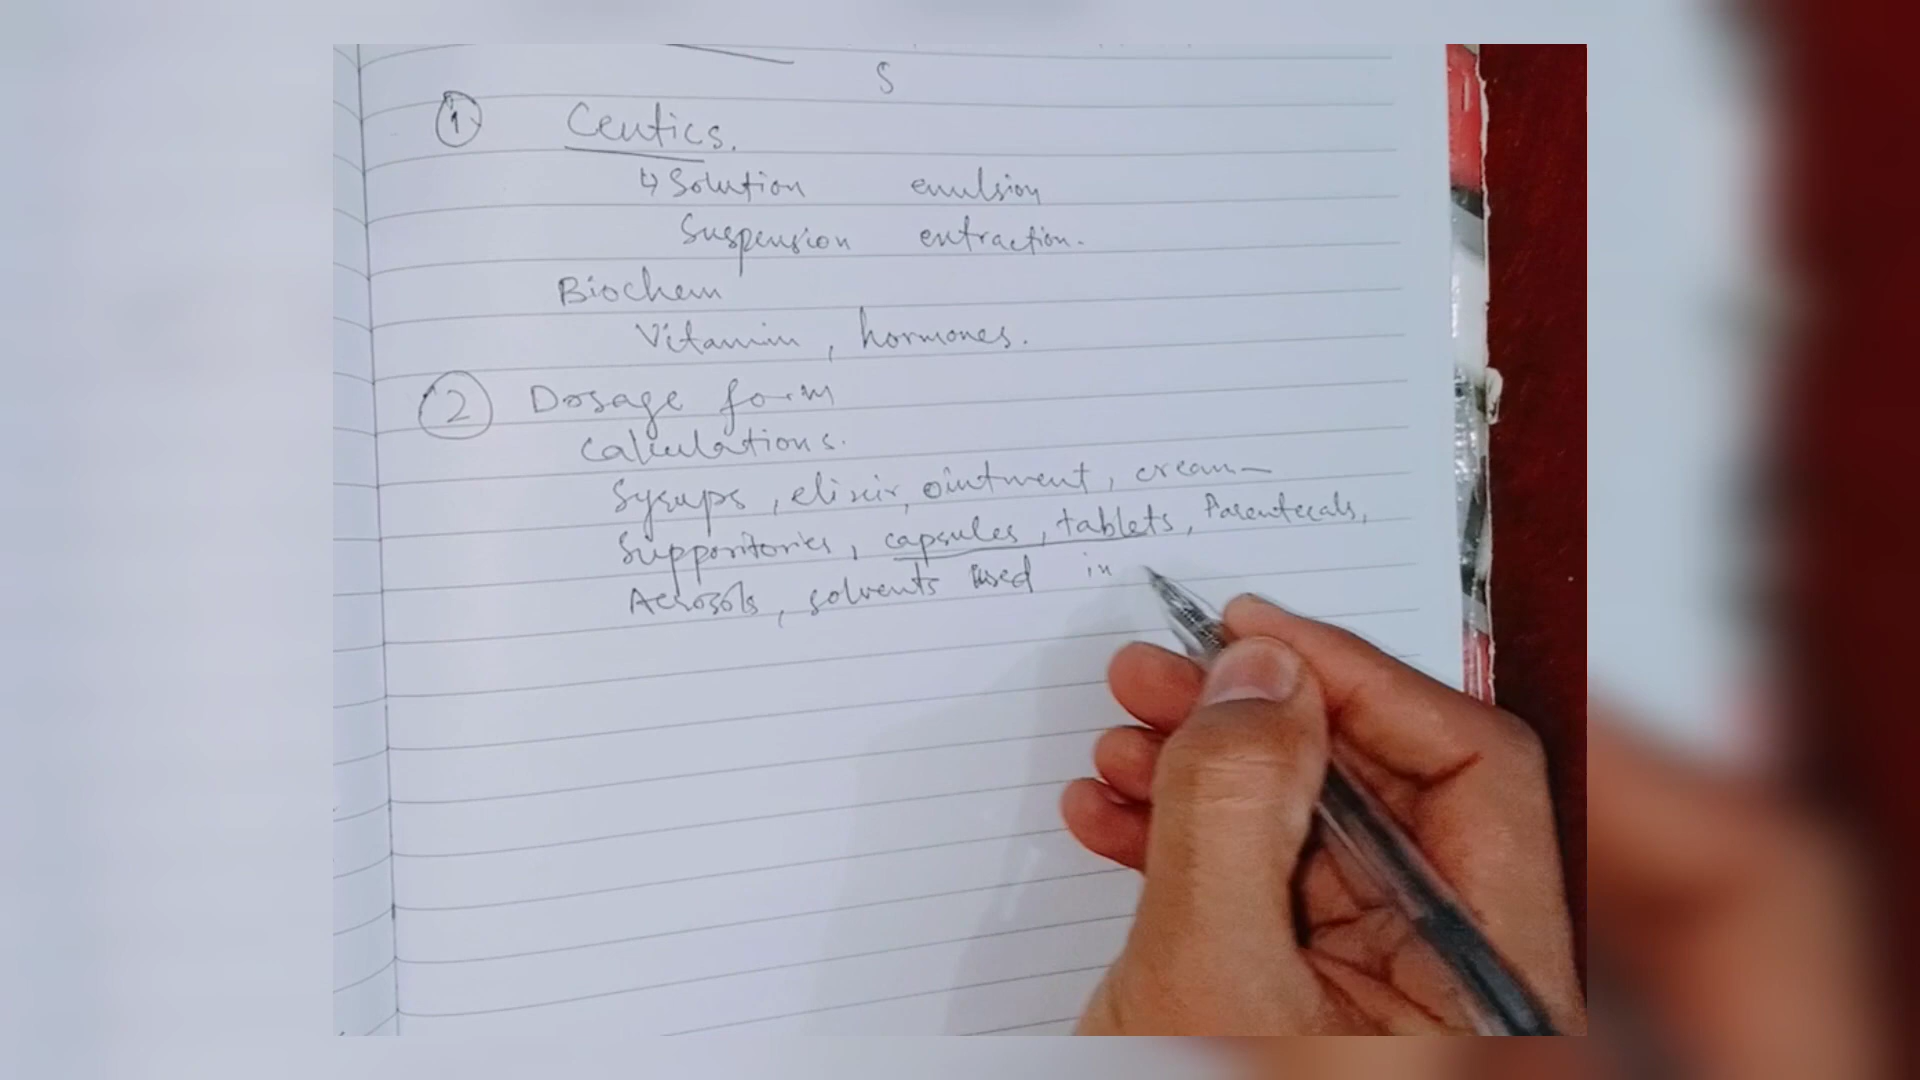 S
① Ceutics.
↳ Solution emulsion
Suspension extraction.
Biochem
Vitamin, hormones.
② Dosage form
Calculations.
Syrups, elixir, ointment, cream
Suppositories, capsules, tablets, Parenterals,
Aerosols, solvents used in